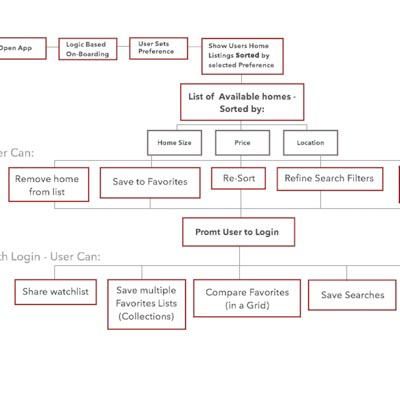 Open App
Logic Based
On-Boarding
User Sets
Preference
Show Users Home
Listings Sorted by
selected Preference
List of Available homes -
Sorted by:
Home Size
Price
Location
er Can:
Remove home
from list
Save to Favorites
Re-Sort
Refine Search Filters
Promt User to Login
th Login - User Can:
Share watchlist
Save multiple
Favorites Lists
(Collections)
Compare Favorites
(in a Grid)
Save Searches